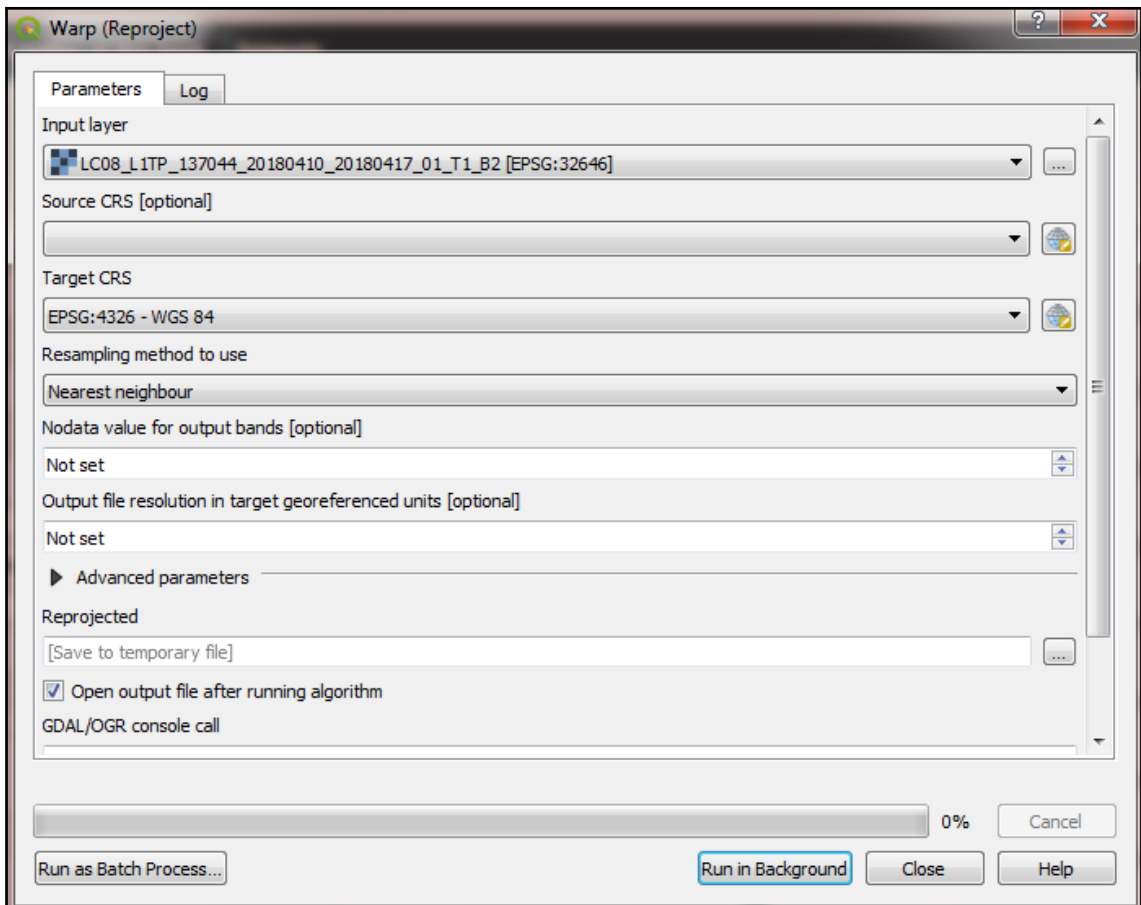 Warp (Reproject)
?
X
Parameters
Log
Input layer
LC08_L1TP_137044_20180410_20180417_01_T1_B2 [EPSG:32646]
...
Source CRS [optional]
Target CRS
EPSG:4326 - WGS 84
Resampling method to use
Nearest neighbour
Nodata value for output bands [optional]
Not set
Output file resolution in target georeferenced units [optional]
Not set
Advanced parameters
Reprojected
[Save to temporary file]
...
Open output file after running algorithm
GDAL/OGR console call
0%
Cancel
Run as Batch Process...
Run in Background
Close
Help